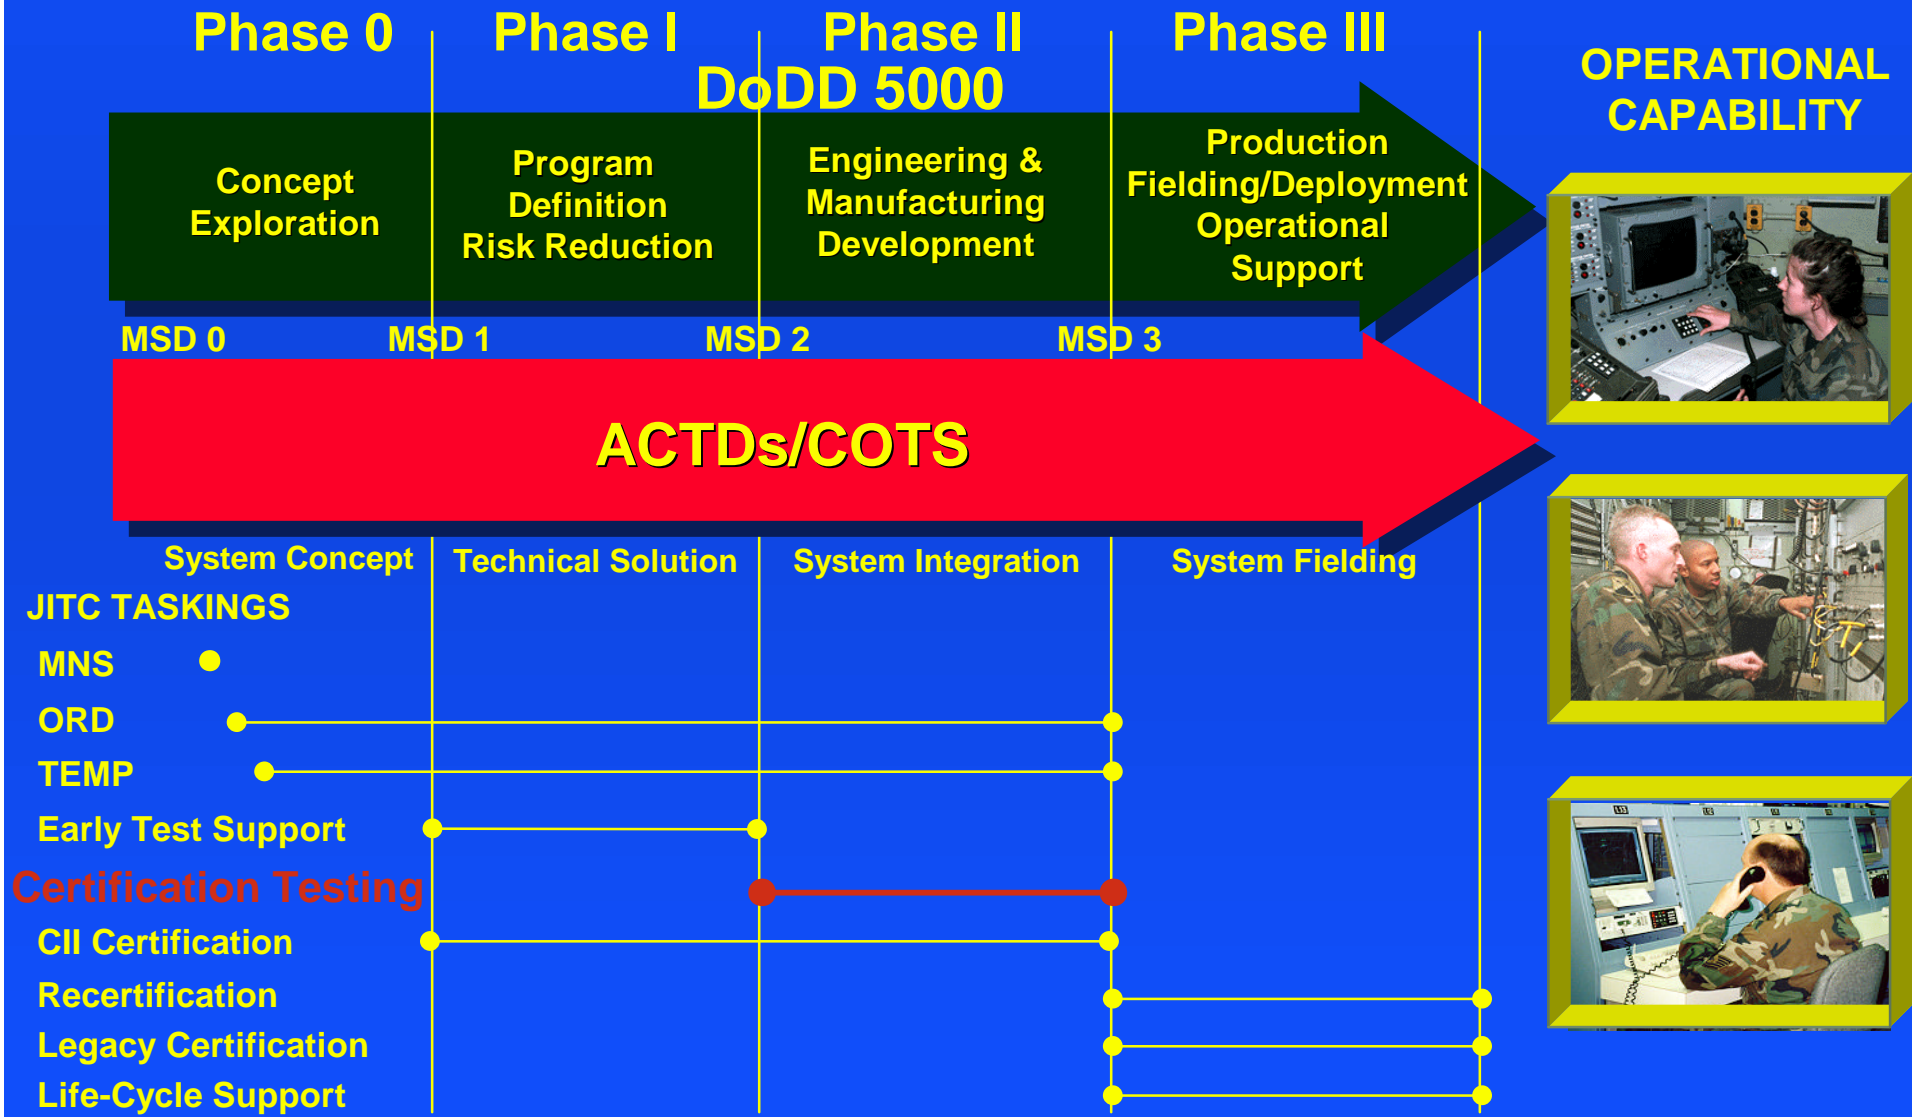 Phase 0
Phase I
Phase II
Phase III
DoDD 5000
OPERATIONAL
CAPABILITY
Concept
Exploration
Program
Definition
Risk Reduction
Engineering &
Manufacturing
Development
Production
Fielding/Deployment
Operational
Support
MSD 0
MSD 1
MSD 2
MSD 3
ACTDs/COTS
System Concept
Technical Solution
System Integration
System Fielding
JITC TASKINGS
MNS
ORD
TEMP
Early Test Support
Certification Testing
CII Certification
Recertification
Legacy Certification
Life-Cycle Support